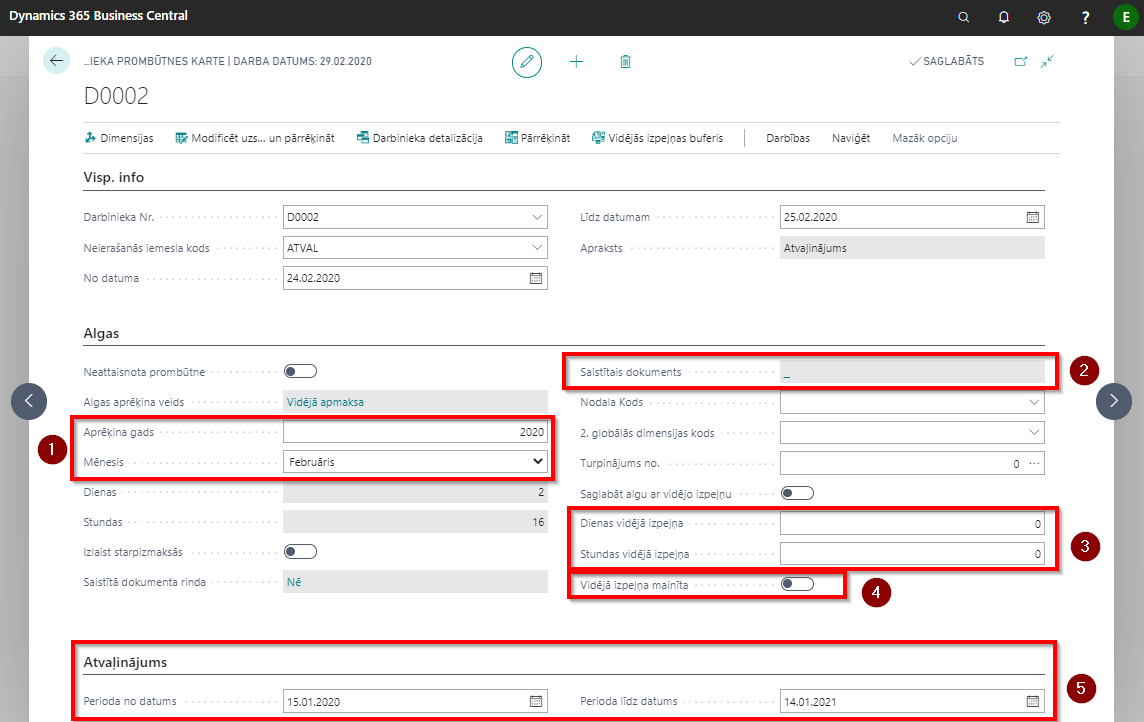 Dynamics 365 Business Central
?
E
...IEKA PROMBŪTNES KARTE | DARBA DATUMS: 29.02.2020
SAGLABĀTS
D0002
Dimensijas
Modificēt uzs... un pārrēķināt
Darbinieka detalizācija
Pārrēķināt
Vidējās izpeļņas buferis
Darbības
Naviģēt
Mazāk opciju
Visp. info
Darbinieka Nr.
D0002
Līdz datumam
25.02.2020
Neierašanās iemesla kods
ATVAL
Apraksts
Atvaļinājums
No datuma
24.02.2020
Algas
Neattaisnota prombūtne
Saistītais dokuments
_
2
Algas aprēķina veids
Vidējā apmaksa
Nodala Kods
1
Aprēķina gads
2020
2. globālās dimensijas kods
Mēnesis
Februāris
Turpinājums no.
0 ...
Dienas
2
Saglabāt algu ar vidējo izpeļņu
Stundas
16
Dienas vidējā izpeļņa
0
3
Izlaist starpizmaksās
Stundas vidējā izpeļņa
0
Saistītā dokumenta rinda
Nē
Vidējā izpeļņa mainīta
4
Atvaļinājums
5
Perioda no datums
15.01.2020
Perioda līdz datums
14.01.2021